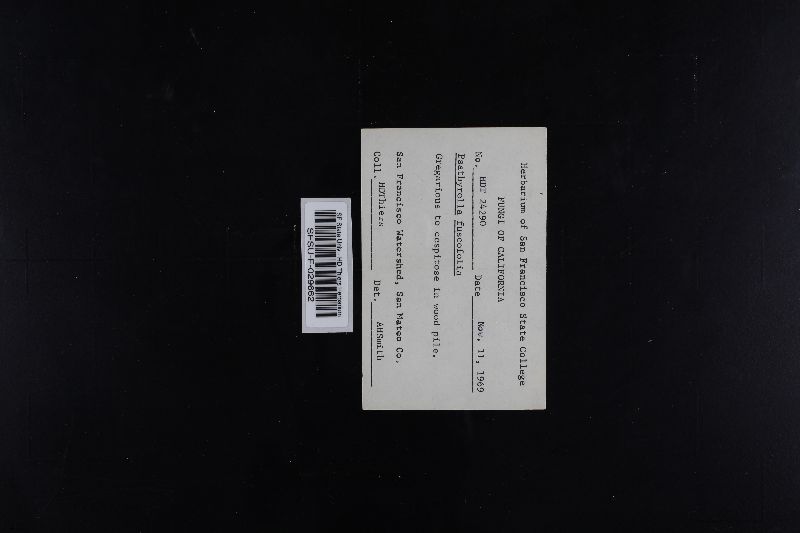 Herbarium of San Francisco State College
FUNGI OF CALIFORNIA
No. HDT 24290 Date Nov. 11, 1969
Psathyrella fuscofolia
Gregarious to cespitose in wood pile.
San Francisco Watershed, San Mateo Co.
Coll. HDThiers Det. AHSmith
SF State Univ. HD Thiers Herbarium
SFSU-F-029662